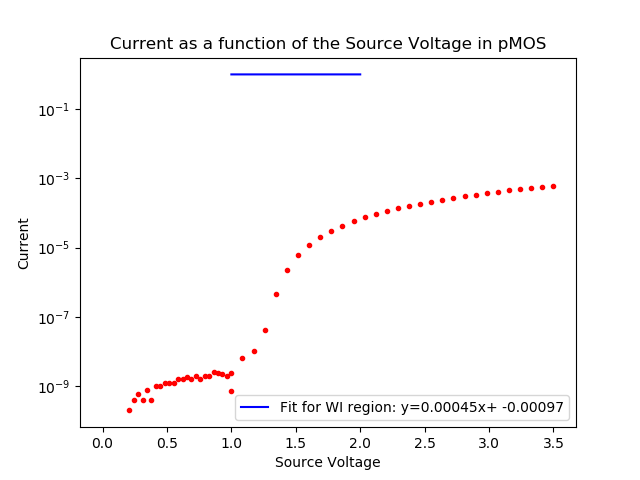 Current as a function of the Source Voltage in pMOS
Current
10⁻¹
10⁻³
10⁻⁵
10⁻⁷
10⁻⁹
Fit for WI region: y=0.00045x+ -0.00097
0.0 0.5 1.0 1.5 2.0 2.5 3.0 3.5
Source Voltage